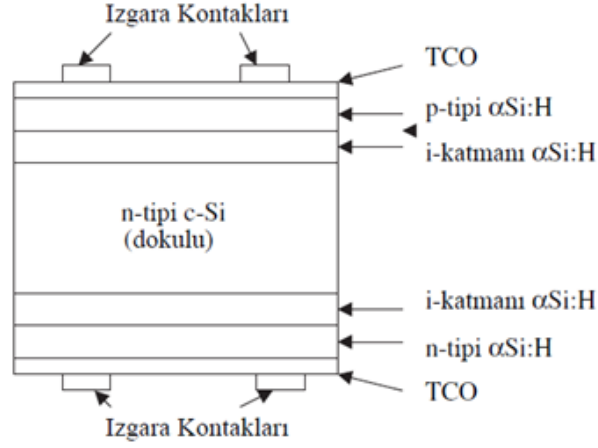 Izgara Kontakları
TCO
p-tipi αSi:H
i-katmanı αSi:H
n-tipi c-Si
(dokulu)
i-katmanı αSi:H
n-tipi αSi:H
TCO
Izgara Kontakları